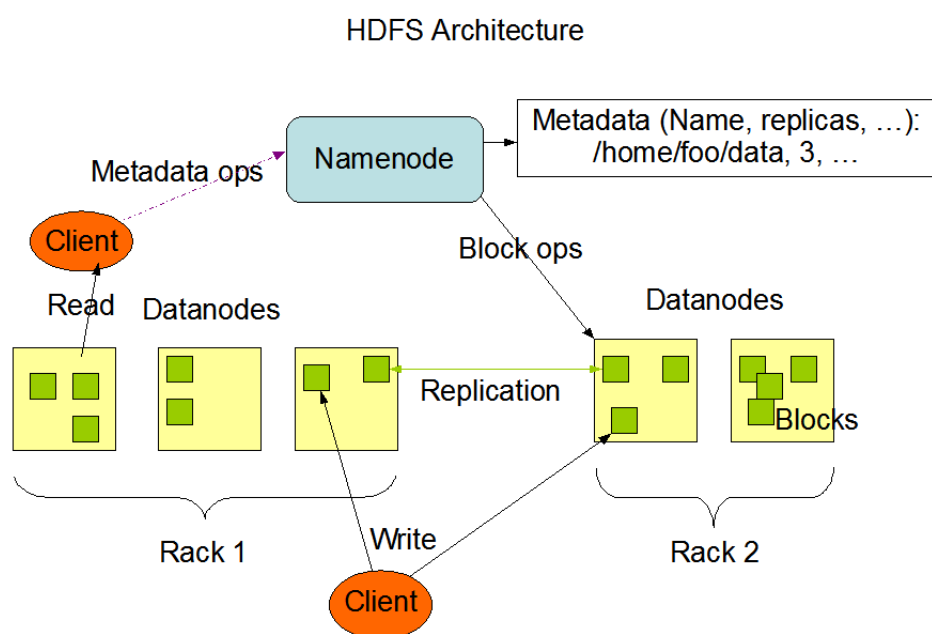 HDFS Architecture
Metadata (Name, replicas, …):
/home/foo/data, 3, …
Namenode
Metadata ops
Client
Block ops
Read
Datanodes
Datanodes
Replication
Blocks
Rack 1
Write
Rack 2
Client